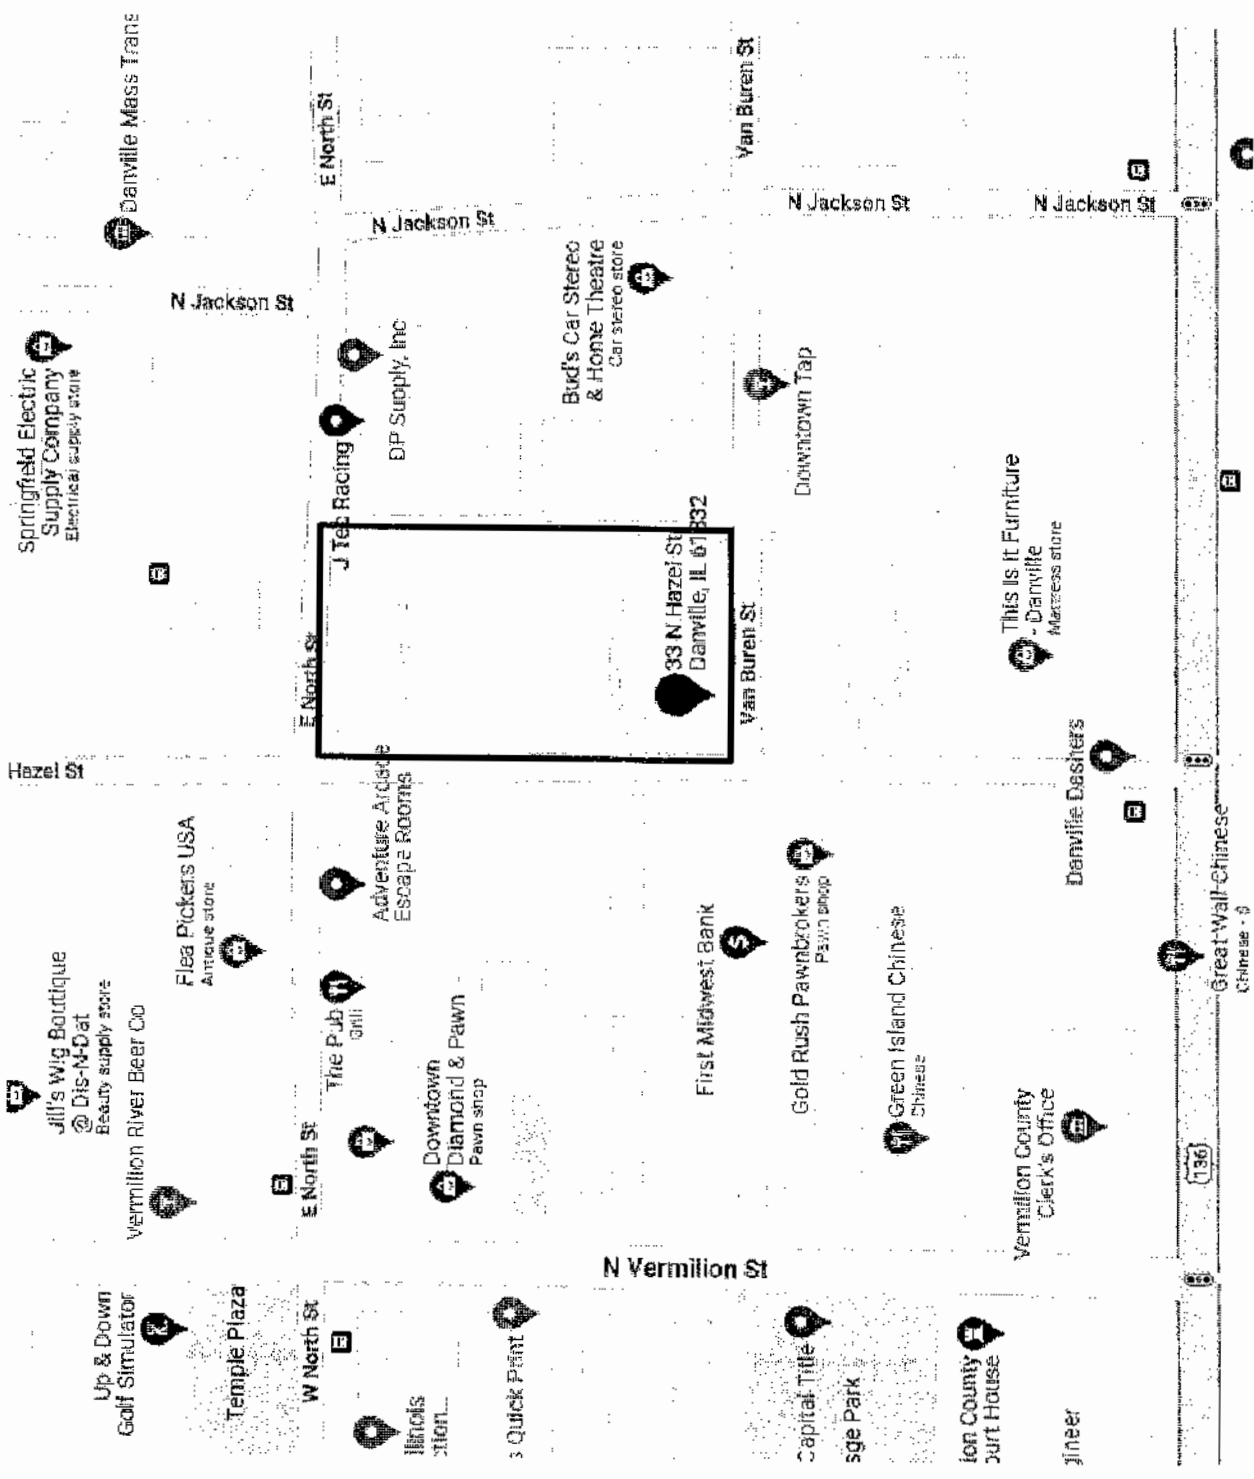 Danville Mass Trans
E North St
Van Buren St
N Jackson St
N Jackson St
N Jackson St
N Jackson St
Springfield Electric
Supply Company
Electrical supply store
DP Supply, Inc
J Tec Racing
Bud's Car Stereo
& Home Theatre
Car stereo store
Downtown Tap
33 N Hazel St
Danville, IL 61832
This Is It Furniture
- Danville
Mattress store
E North St
Van Buren St
Hazel St
Danville Dasiters
Adventure Arcade
Escape Rooms
Flea Pickers USA
Antique store
The Pub
Grill
First Midwest Bank
Gold Rush Pawnbrokers
Pawn shop
Green Island Chinese
Chinese
Great Wall Chinese
Chinese · $
Jill's Wig Boutique
@ Dis-N-Dat
Beauty supply store
Vermilion River Beer Co
E North St
Downtown
Diamond & Pawn
Pawn shop
Vermilion County
Clerk's Office
136
N Vermilion St
Up & Down
Golf Simulator
Temple Plaza
W North St
Illinois
ction...
s Quick Print
Capital Title
sge Park
ion County
ourt House
gineer